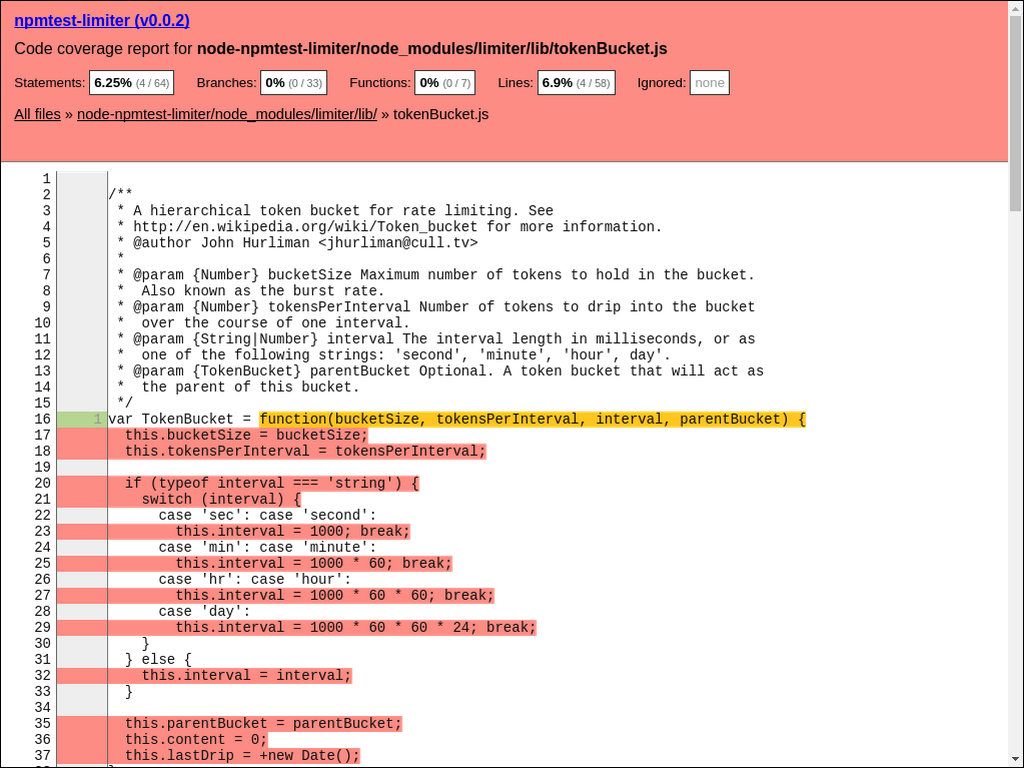 npmtest-limiter (v0.0.2)
Code coverage report for node-npmtest-limiter/node_modules/limiter/lib/tokenBucket.js
Statements: 6.25% (4 / 64) Branches: 0% (0 / 33) Functions: 0% (0 / 7) Lines: 6.9% (4 / 58) Ignored: none
All files » node-npmtest-limiter/node_modules/limiter/lib/ » tokenBucket.js
1
2 /**
3 * A hierarchical token bucket for rate limiting. See
4 * http://en.wikipedia.org/wiki/Token_bucket for more information.
5 * @author John Hurliman <jhurliman@cull.tv>
6 *
7 * @param {Number} bucketSize Maximum number of tokens to hold in the bucket.
8 *  Also known as the burst rate.
9 * @param {Number} tokensPerInterval Number of tokens to drip into the bucket
10 *  over the course of one interval.
11 * @param {String|Number} interval The interval length in milliseconds, or as
12 *  one of the following strings: 'second', 'minute', 'hour', day'.
13 * @param {TokenBucket} parentBucket Optional. A token bucket that will act as
14 *  the parent of this bucket.
15 */
16 1 var TokenBucket = function(bucketSize, tokensPerInterval, interval, parentBucket) {
17 this.bucketSize = bucketSize;
18 this.tokensPerInterval = tokensPerInterval;
19
20 if (typeof interval === 'string') {
21 switch (interval) {
22 case 'sec': case 'second':
23 this.interval = 1000; break;
24 case 'min': case 'minute':
25 this.interval = 1000 * 60; break;
26 case 'hr': case 'hour':
27 this.interval = 1000 * 60 * 60; break;
28 case 'day':
29 this.interval = 1000 * 60 * 60 * 24; break;
30 }
31 } else {
32 this.interval = interval;
33 }
34
35 this.parentBucket = parentBucket;
36 this.content = 0;
37 this.lastDrip = +new Date();